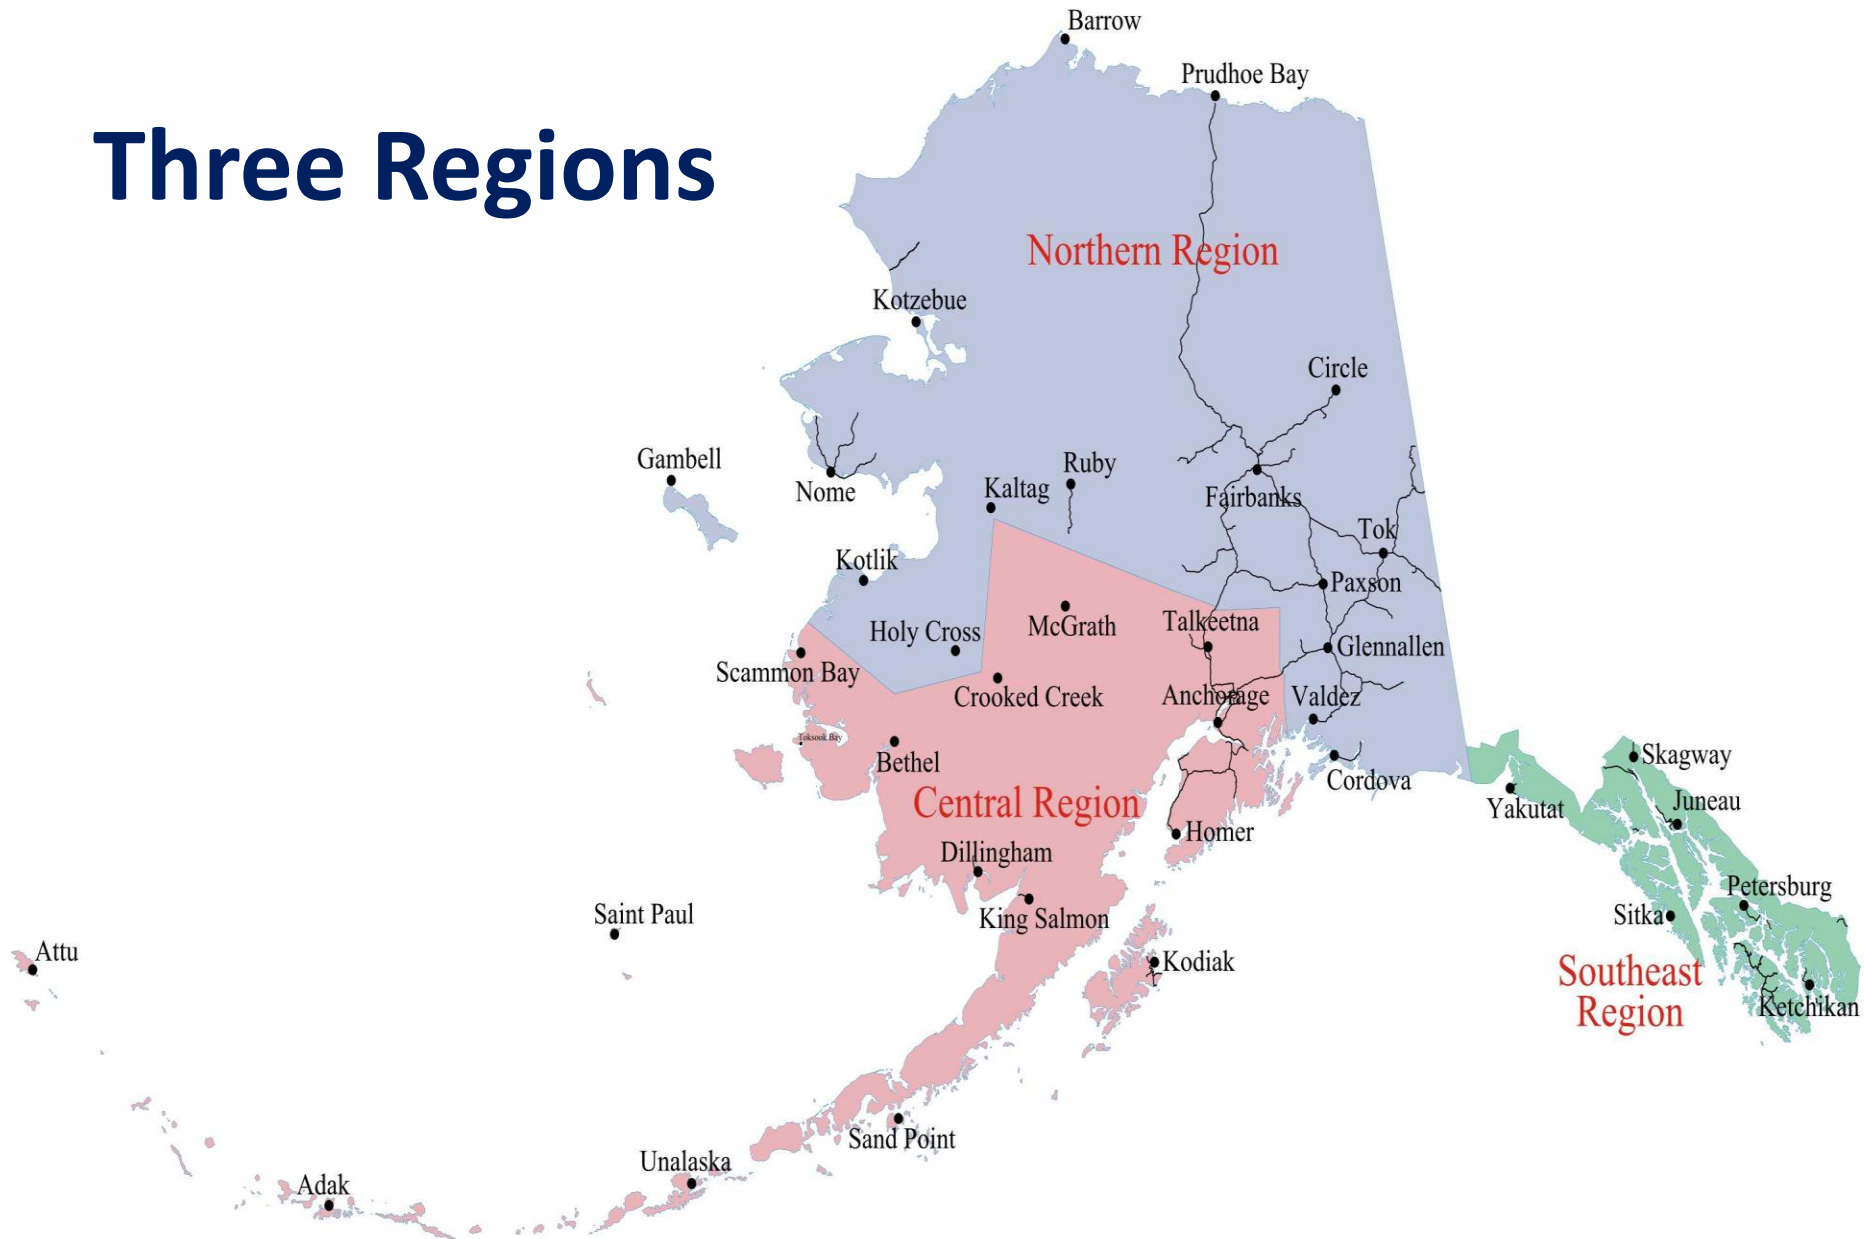 Three Regions
Barrow
Prudhoe Bay
Northern Region
Kotzebue
Circle
Gambell
Nome
Ruby
Kaltag
Fairbanks
Tok
Kotlik
Paxson
Holy Cross
McGrath
Talkeetna
Glennallen
Scammon Bay
Crooked Creek
Anchorage
Valdez
Toksook Bay
Bethel
Cordova
Skagway
Yakutat
Juneau
Central Region
Homer
Dillingham
King Salmon
Petersburg
Sitka
Saint Paul
Attu
Kodiak
Southeast
Region
Ketchikan
Sand Point
Unalaska
Adak